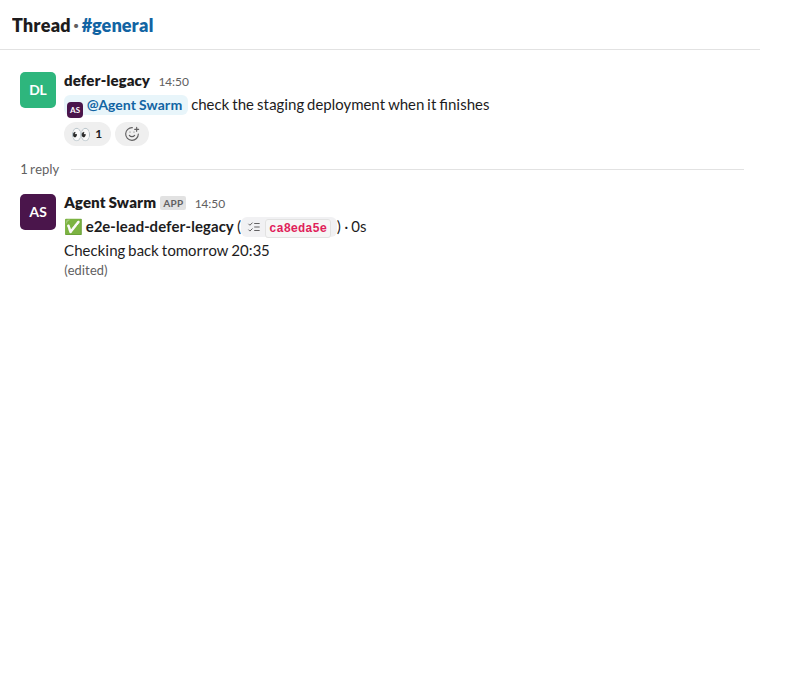 Thread • #general
DL
defer-legacy 14:50
AS @Agent Swarm check the staging deployment when it finishes
👀 1
1 reply
AS
Agent Swarm APP 14:50
✅ e2e-lead-defer-legacy ( ca8eda5e ) · 0s
Checking back tomorrow 20:35
(edited)